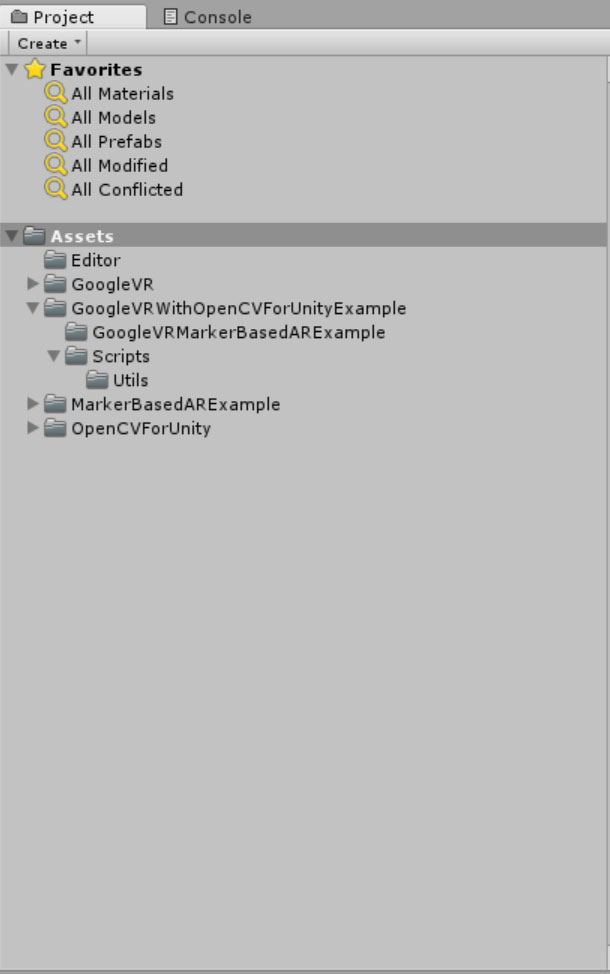 Project Console
Create
Favorites
All Materials
All Models
All Prefabs
All Modified
All Conflicted
Assets
Editor
GoogleVR
GoogleVRWithOpenCVForUnityExample
GoogleVRMarkerBasedARExample
Scripts
Utils
MarkerBasedARExample
OpenCVForUnity